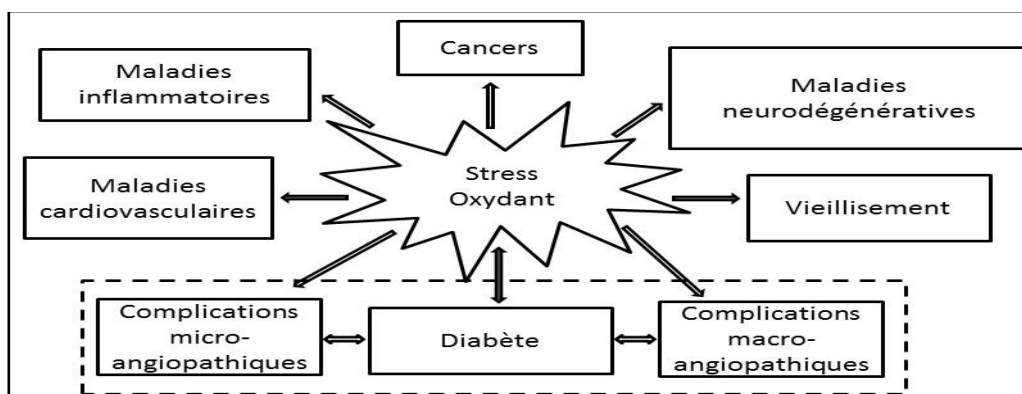 Cancers
Maladies
inflammatoires
Maladies
neurodégénératives
Stress
Oxydant
Maladies
cardiovasculaires
Vieillisement
Complications
micro-
angiopathiques
Diabète
Complications
macro-
angiopathiques